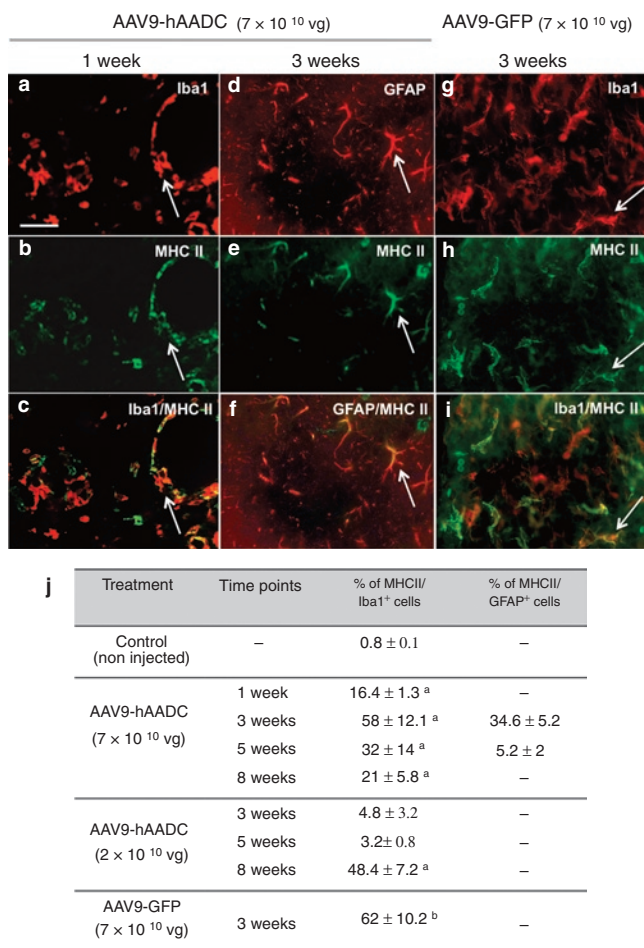 AAV9-hAADC (7 × 10 10 vg)
AAV9-GFP (7 × 10 10 vg)
1 week
3 weeks
3 weeks
a
Iba1
d
GFAP
g
Iba1
b
MHC II
e
MHC II
h
MHC II
c
Iba1/MHC-II
f
GFAP/MHC II
i
Iba1/MHC II
j
Treatment
Time points
% of MHCII/
Iba1+ cells
% of MHCII/
GFAP+ cells
Control
(non injected)
–
0.8 ± 0.1
–
AAV9-hAADC
(7 × 10 10 vg)
1 week
16.4 ± 1.3 a
–
3 weeks
58 ± 12.1 a
34.6 ± 5.2
5 weeks
32 ± 14 a
5.2 ± 2
8 weeks
21 ± 5.8 a
–
AAV9-hAADC
(2 × 10 10 vg)
3 weeks
4.8 ± 3.2
–
5 weeks
3.2± 0.8
–
8 weeks
48.4 ± 7.2 a
–
AAV9-GFP
(7 × 10 10 vg)
3 weeks
62 ± 10.2 b
–